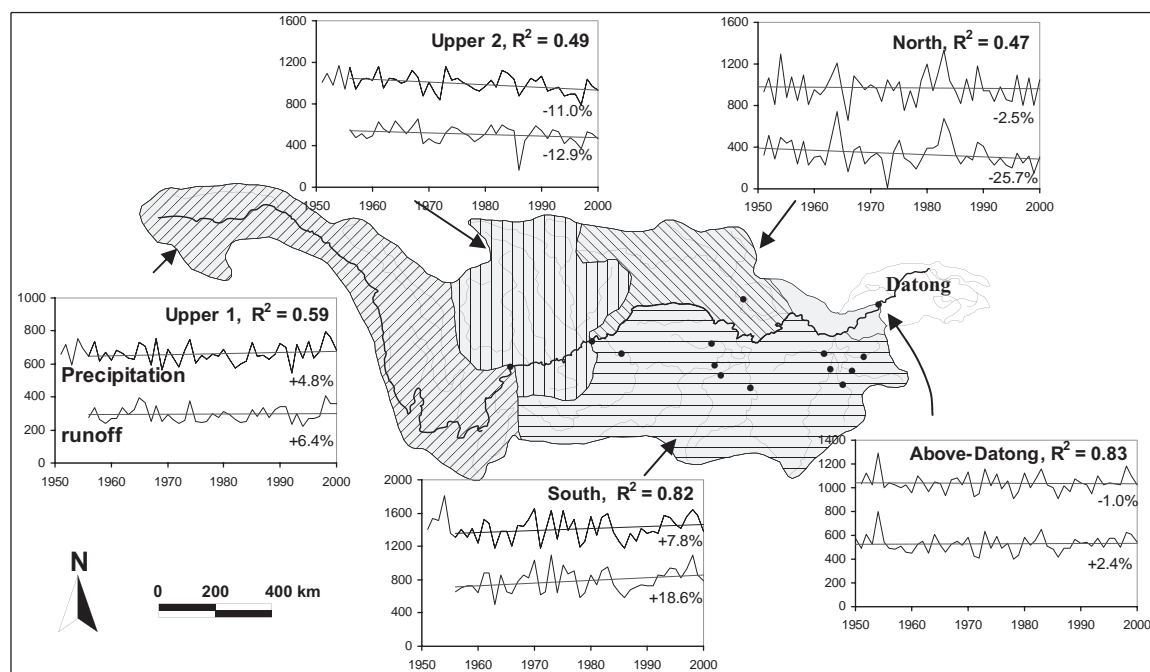 Upper 2, R² = 0.49
1600
1200
800
400
0
-11.0%
-12.9%
1950 1960 1970 1980 1990 2000
North, R² = 0.47
1600
1200
800
400
0
-2.5%
-25.7%
1950 1960 1970 1980 1990 2000
Datong
Upper 1, R² = 0.59
1000
800
600
400
200
0
Precipitation
+4.8%
runoff
+6.4%
1950 1960 1970 1980 1990 2000
South, R² = 0.82
2000
1600
1200
800
400
0
+7.8%
+18.6%
1950 1960 1970 1980 1990 2000
Above-Datong, R² = 0.83
1400
1200
1000
800
600
400
200
0
-1.0%
+2.4%
1950 1960 1970 1980 1990 2000
N
0 200 400 km